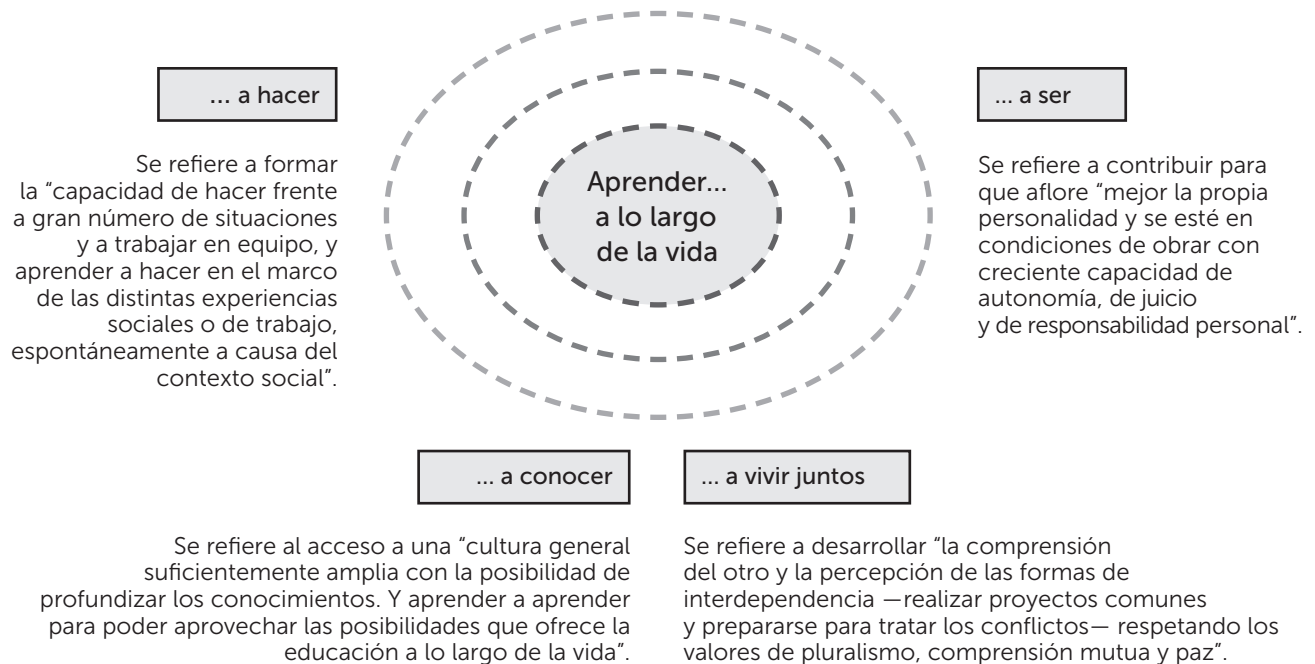 ... a hacer
Se refiere a formar
la “capacidad de hacer frente
a gran número de situaciones
y a trabajar en equipo, y
aprender a hacer en el marco
de las distintas experiencias
sociales o de trabajo,
espontáneamente a causa del
contexto social”.
Aprender...
a lo largo
de la vida
... a ser
Se refiere a contribuir para
que aflore “mejor la propia
personalidad y se esté en
condiciones de obrar con
creciente capacidad de
autonomía, de juicio
y de responsabilidad personal”.
... a conocer
Se refiere al acceso a una “cultura general
suficientemente amplia con la posibilidad de
profundizar los conocimientos. Y aprender a aprender
para poder aprovechar las posibilidades que ofrece la
educación a lo largo de la vida”.
... a vivir juntos
Se refiere a desarrollar “la comprensión
del otro y la percepción de las formas de
interdependencia —realizar proyectos comunes
y prepararse para tratar los conflictos— respetando los
valores de pluralismo, comprensión mutua y paz”.